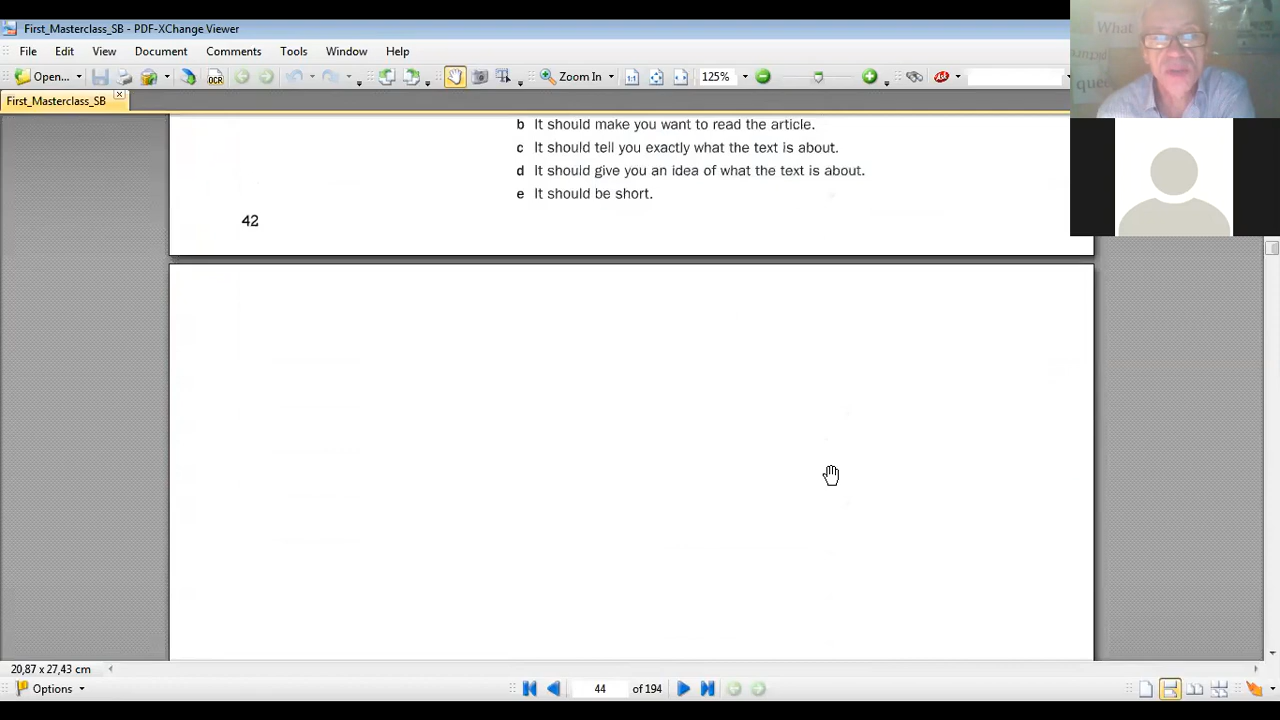 First_Masterclass_SB - PDF-XChange Viewer
File Edit View Document Comments Tools Window Help
Open... OCR Zoom In 125%
First_Masterclass_SB
b It should make you want to read the article.
c It should tell you exactly what the text is about.
d It should give you an idea of what the text is about.
e It should be short.
42
20,87 x 27,43 cm
Options 44 of 194
What